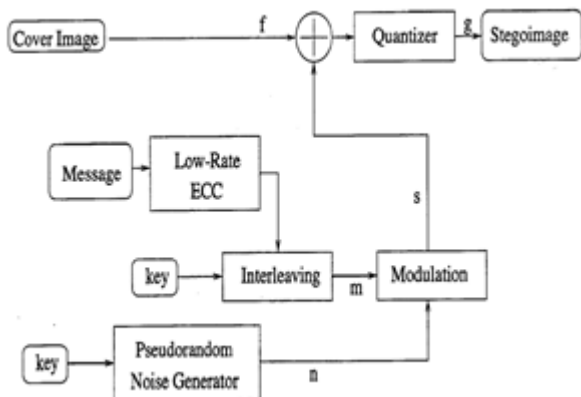 Cover Image
f
Quantizer
g
Stegoimage
Message
Low-Rate
ECC
s
key
Interleaving
m
Modulation
key
Pseudorandom
Noise Generator
n